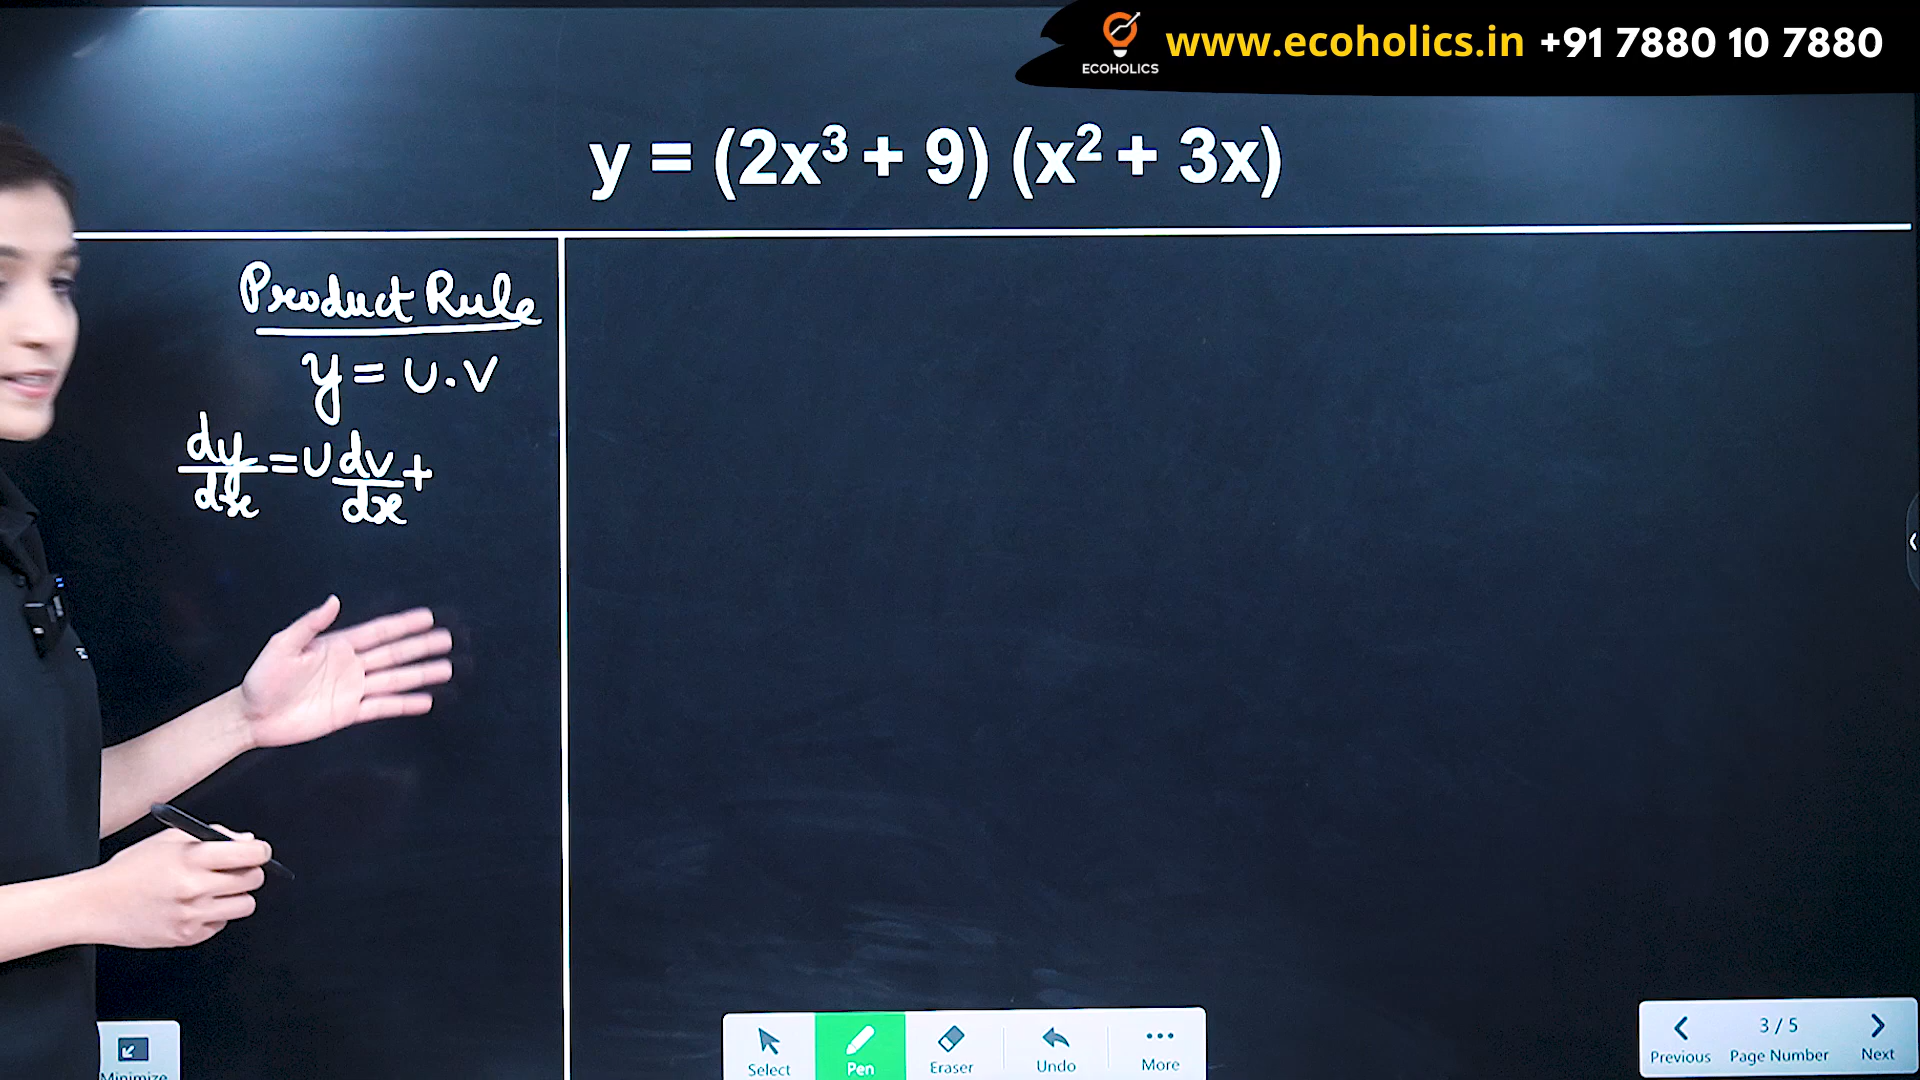 www.ecoholics.in +91 7880 10 7880
ECOHOLICS
y = (2x³ + 9) (x² + 3x)
Product Rule
y = U.V
dy/dx = U dv/dx +
Minimize
Select Pen Eraser Undo More
3 / 5
Previous Page Number Next